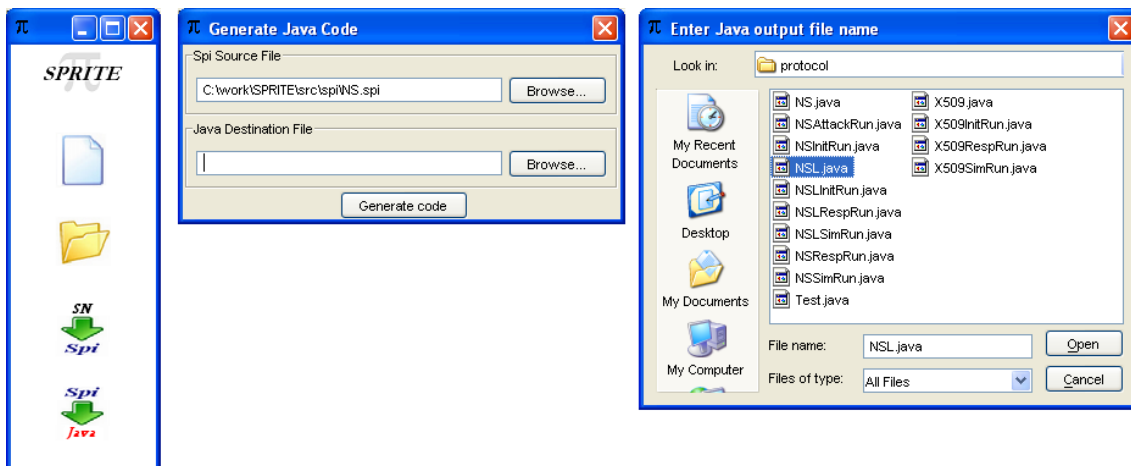 π
SPRITE
SN
Spi
Spi
Java
π Generate Java Code
Spi Source File
C:\work\SPRITE\src\spi\NS.spi
Browse...
Java Destination File
Browse...
Generate code
π Enter Java output file name
Look in:
protocol
My Recent
Documents
Desktop
My Documents
My Computer
NS.java
NSAttackRun.java
NSInitRun.java
NSL.java
NSLInitRun.java
NSLRespRun.java
NSLSimRun.java
NSRespRun.java
NSSimRun.java
Test.java
X509.java
X509InitRun.java
X509RespRun.java
X509SimRun.java
File name:
NSL.java
Open
Files of type:
All Files
Cancel